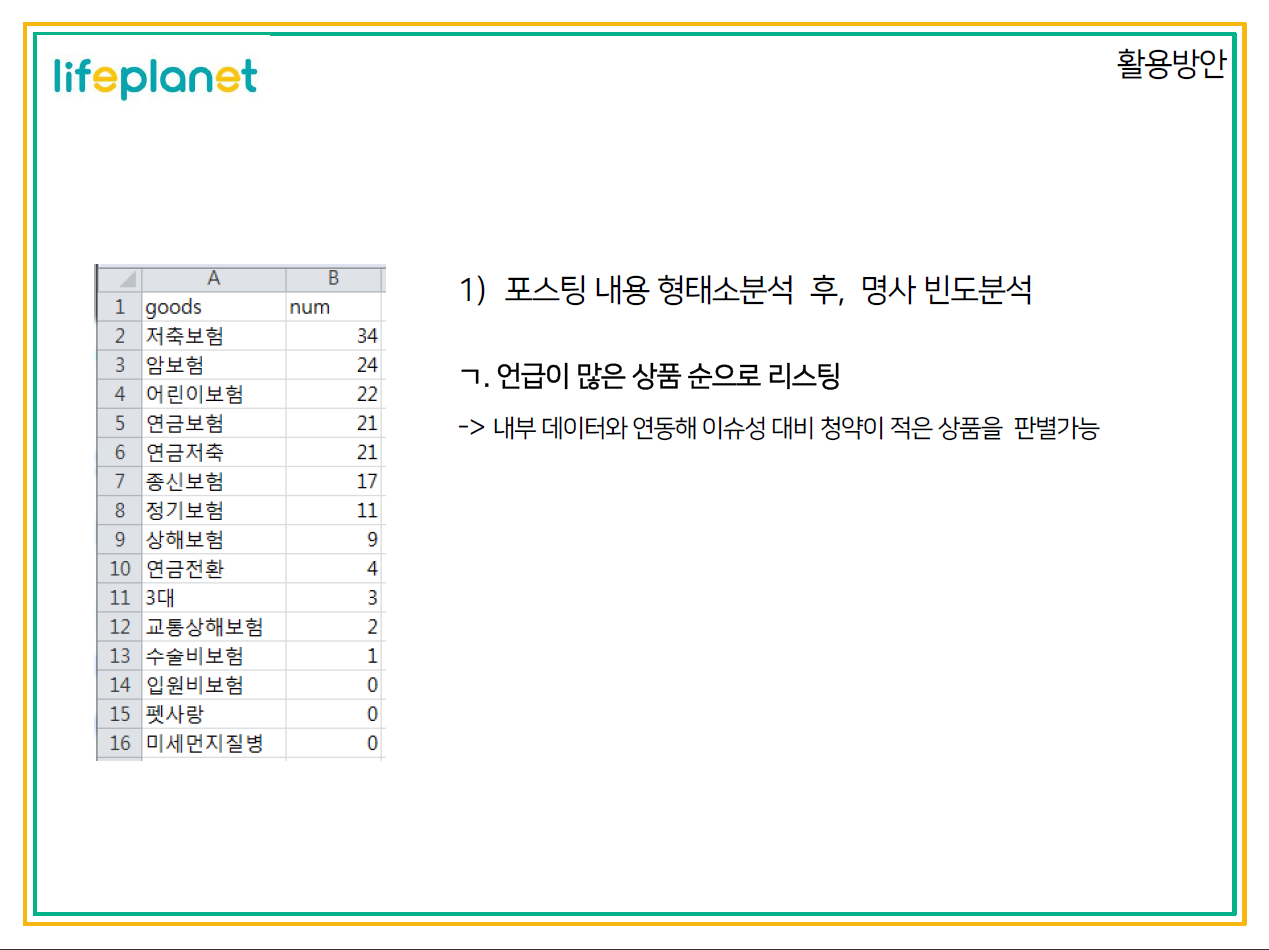 lifeplanet
활용방안
A B
1 goods num
2 저축보험 34
3 암보험 24
4 어린이보험 22
5 연금보험 21
6 연금저축 21
7 종신보험 17
8 정기보험 11
9 상해보험 9
10 연금전환 4
11 3대 3
12 교통상해보험 2
13 수술비보험 1
14 입원비보험 0
15 펫사랑 0
16 미세먼지질병 0
1) 포스팅 내용 형태소분석 후, 명사 빈도분석
ㄱ. 언급이 많은 상품 순으로 리스팅
-> 내부 데이터와 연동해 이슈성 대비 청약이 적은 상품을 판별가능